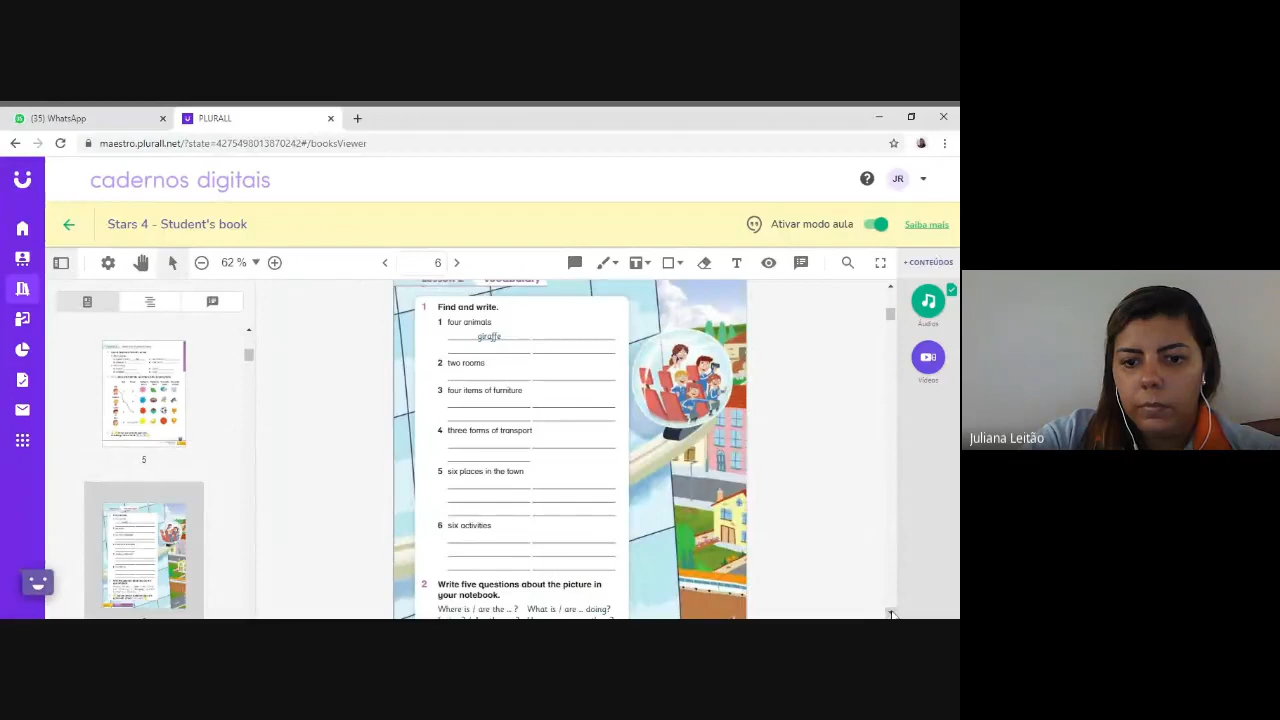 (35) WhatsApp
PLURALL
maestro.plurall.net/?state=4275498013870242#/booksViewer
cadernos digitais
JR
Stars 4 - Student's book
Ativar modo aula
Saiba mais
62 %
6
+ CONTEÚDOS
Vocabulary
1 Find and write.
1 four animals
giraffe
2 two rooms
3 four items of furniture
4 three forms of transport
5 six places in the town
6 six activities
2 Write five questions about the picture in
your notebook.
Where is / are the ... ? What is / are ... doing?
Áudios
Vídeos
5
Juliana Leitão